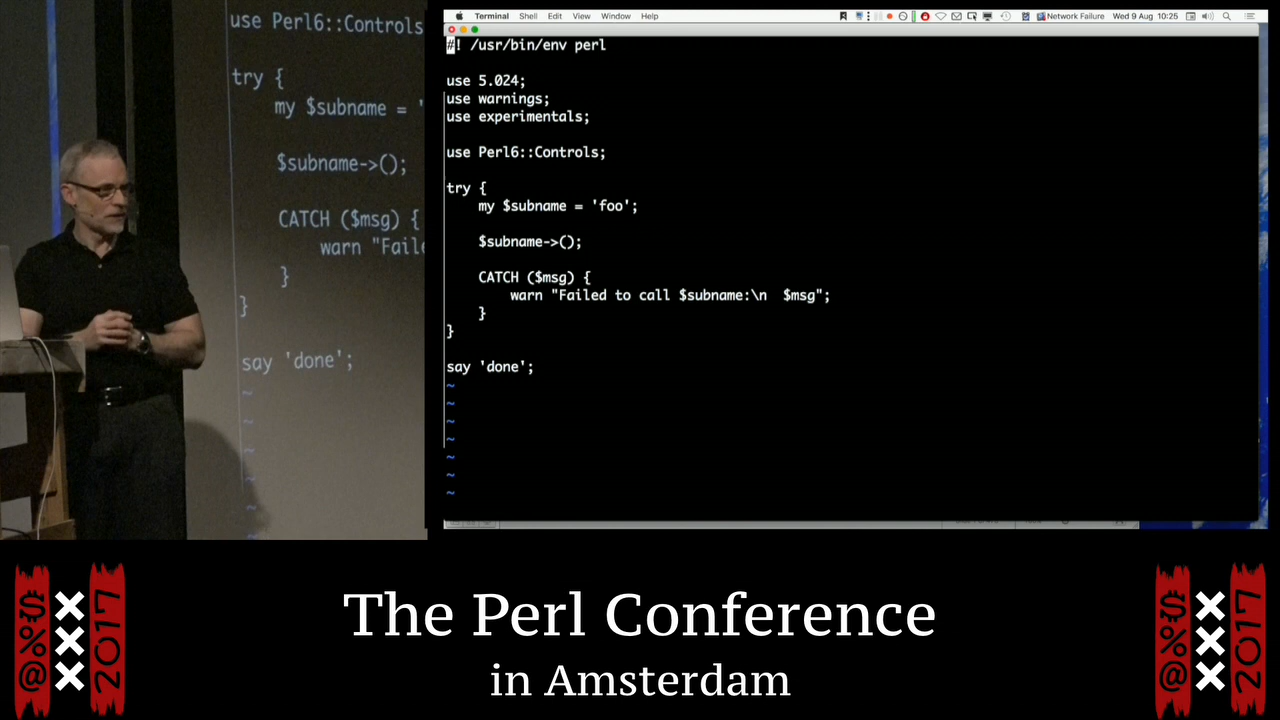 use Perl6::Controls
try {
my $subname = '
$subname->();
CATCH ($msg) {
warn "Faile
}
}
say 'done';
~
~
~
~
~
~
Terminal Shell Edit View Window Help
Network Failure Wed 9 Aug 10:25
#! /usr/bin/env perl
use 5.024;
use warnings;
use experimentals;
use Perl6::Controls;
try {
my $subname = 'foo';
$subname->();
CATCH ($msg) {
warn "Failed to call $subname:\n  $msg";
}
}
say 'done';
~
~
~
~
~
~
~
The Perl Conference
in Amsterdam
@%$
XXX
2017
@%$
XXX
2017